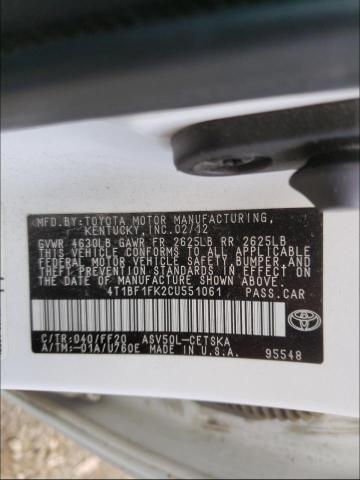 MFD.BY:TOYOTA MOTOR MANUFACTURING,
KENTUCKY,INC.02/12
GVWR 4630LB GAWR FR 2625LB RR 2625LB
THIS VEHICLE CONFORMS TO ALL APPLICABLE
FEDERAL MOTOR VEHICLE SAFETY, BUMPER, AND
THEFT PREVENTION STANDARDS IN EFFECT ON
THE DATE OF MANUFACTURE SHOWN ABOVE.
4T1BF1FK2CU551061 PASS.CAR
C/TR:040/FF20 ASV50L-CETSKA
A/TM:-01A/U760E MADE IN U.S.A. 95548
TOYOTA